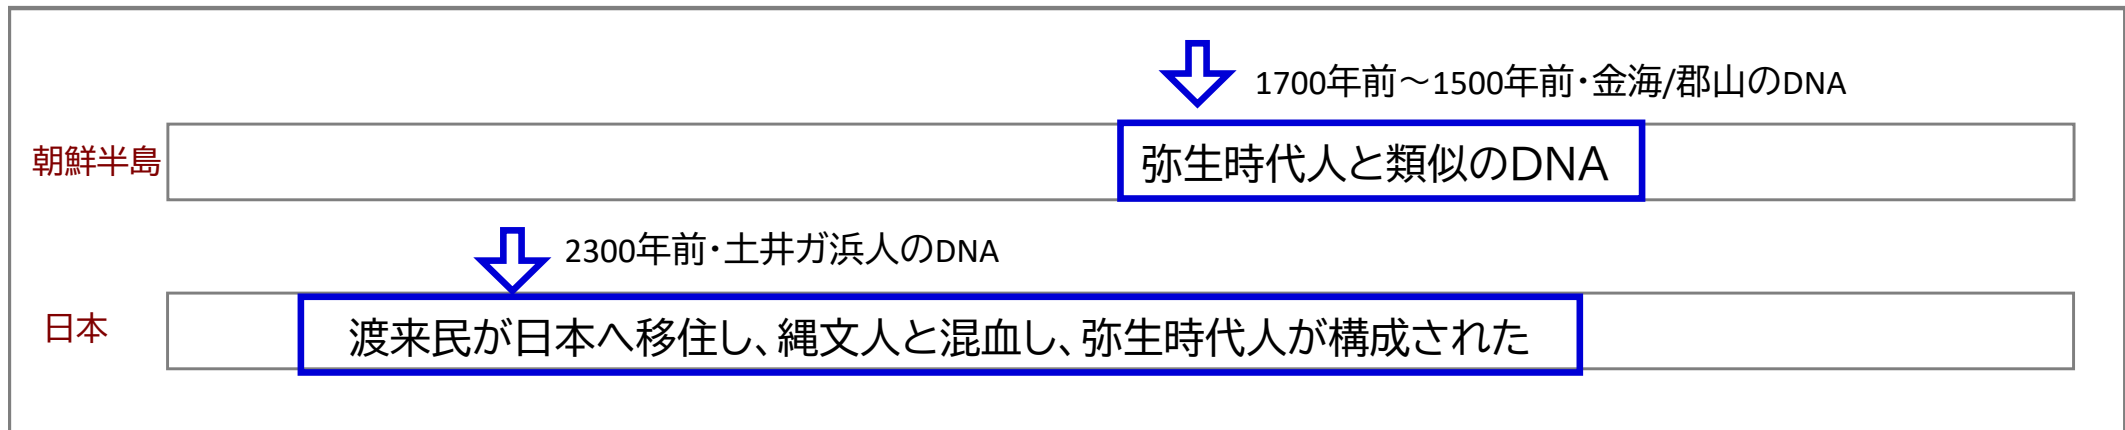 1700年前～1500年前・金海/郡山のDNA
朝鮮半島
弥生時代人と類似のDNA
2300年前・土井ガ浜人のDNA
日本
渡来民が日本へ移住し、縄文人と混血し、弥生時代人が構成された